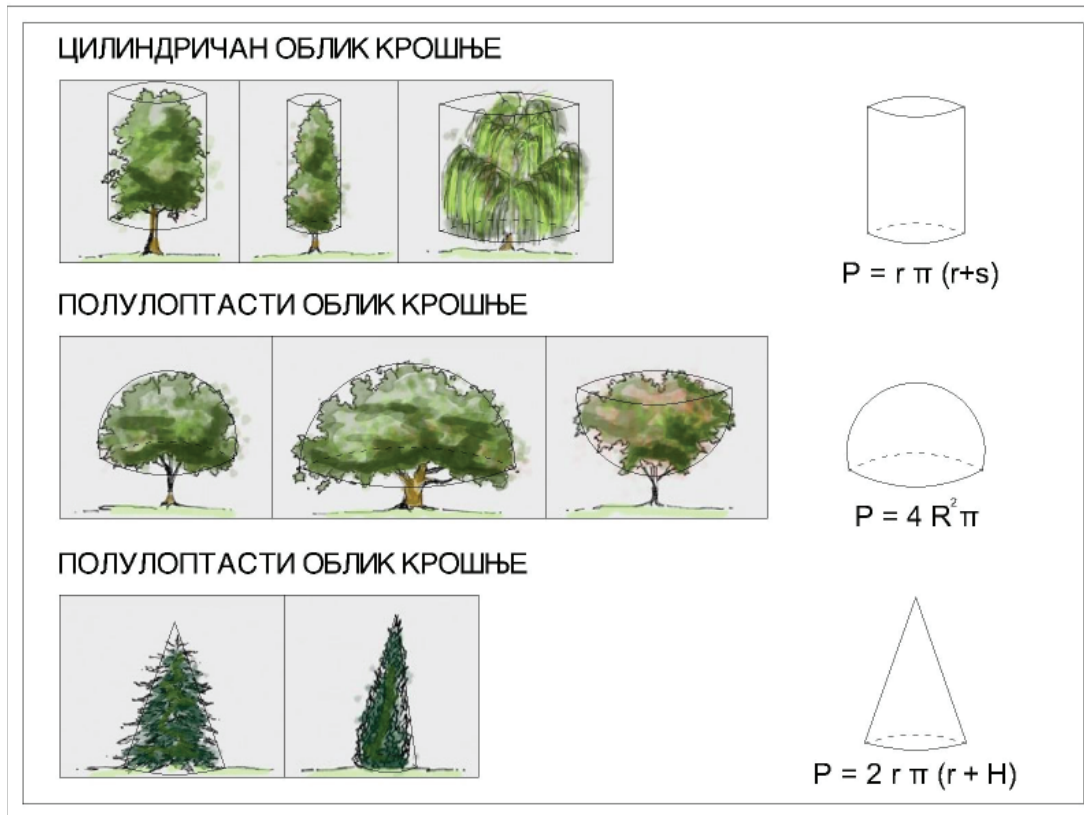 ЦИЛИНДРИЧАН ОБЛИК КРОШЊЕ
P = r π (r+s)
ПОЛУЛОПТАСТИ ОБЛИК КРОШЊЕ
P = 4 R² π
ПОЛУЛОПТАСТИ ОБЛИК КРОШЊЕ
P = 2 r π (r + H)